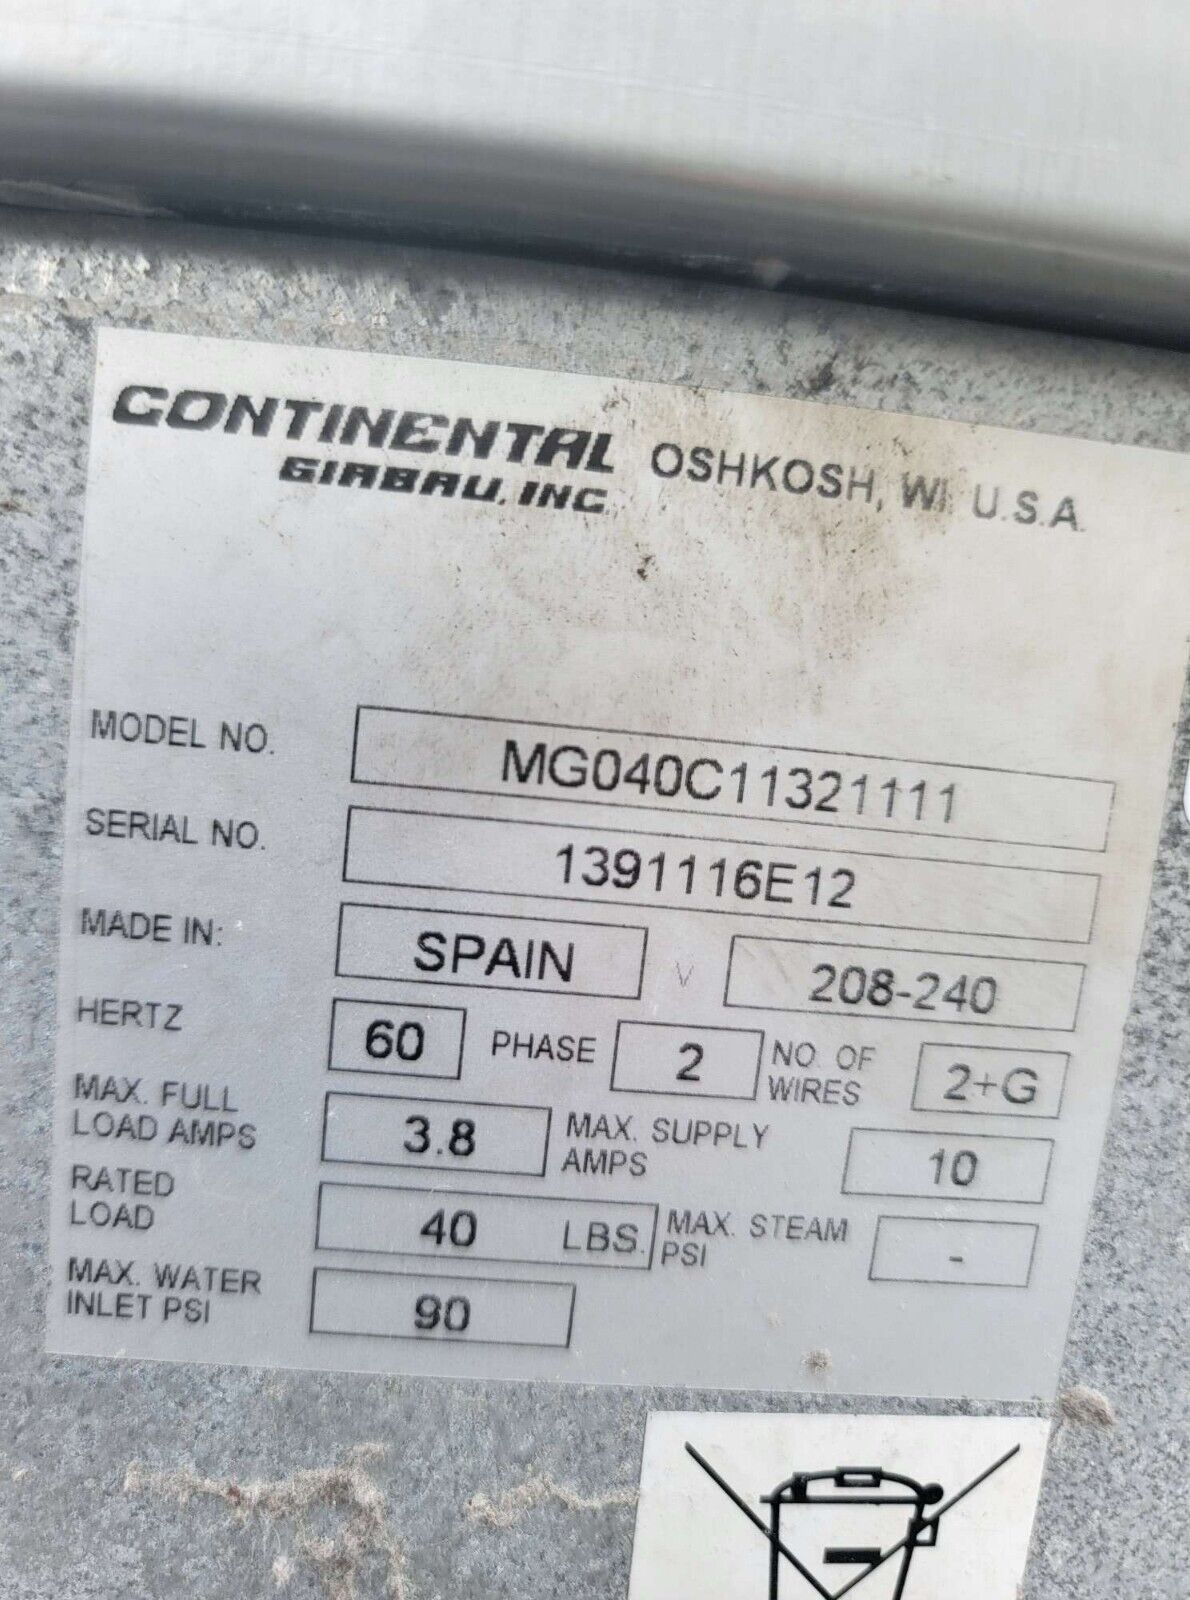 CONTINENTAL
GIRBAU, INC.
OSHKOSH, WI. U.S.A.
MODEL NO. MG040C11321111
SERIAL NO. 1391116E12
MADE IN: SPAIN V 208-240
HERTZ 60 PHASE 2 NO. OF WIRES 2+G
MAX. FULL LOAD AMPS 3.8 MAX. SUPPLY AMPS 10
RATED LOAD 40 LBS. MAX. STEAM PSI -
MAX. WATER INLET PSI 90